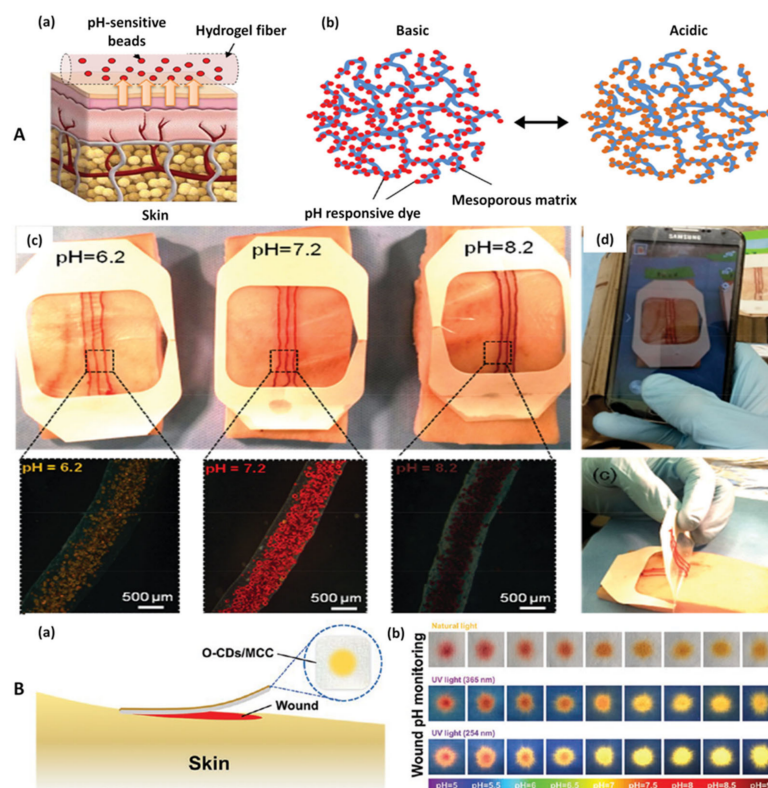 (a)
pH-sensitive
beads
Hydrogel fiber
(b)
Basic
Acidic
A
Skin
pH responsive dye
Mesoporous matrix
(c)
pH=6.2
pH=7.2
pH=8.2
(d)
SAMSUNG
pH = 6.2
pH = 7.2
pH = 8.2
500 μm
500 μm
500 μm
(c)
(a)
O-CDs/MCC
B
Wound
Skin
(b)
Wound pH monitoring
Natural light
UV light (365 nm)
UV light (254 nm)
pH=5
pH=5.5
pH=6
pH=6.5
pH=7
pH=7.5
pH=8
pH=8.5